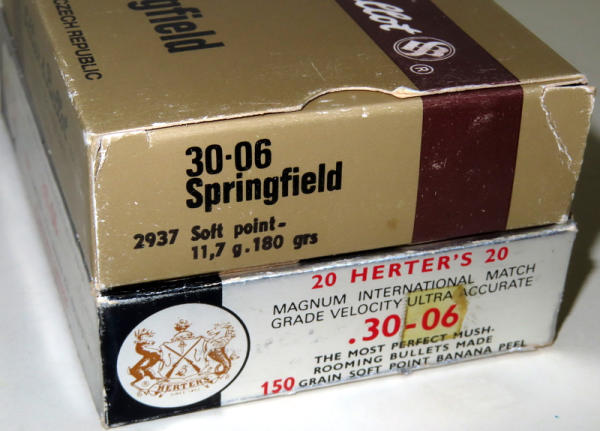 llot
®
ngfield
CZECH REPUBLIC
30-06
Springfield
2937 Soft point-
11,7 g. 180 grs
20 HERTER'S 20
MAGNUM INTERNATIONAL MATCH
GRADE VELOCITY ULTRA ACCURATE
.30-06
THE MOST PERFECT MUSH-
ROOMING BULLETS MADE
150 GRAIN SOFT POINT BANANA PEEL
HERTER'S